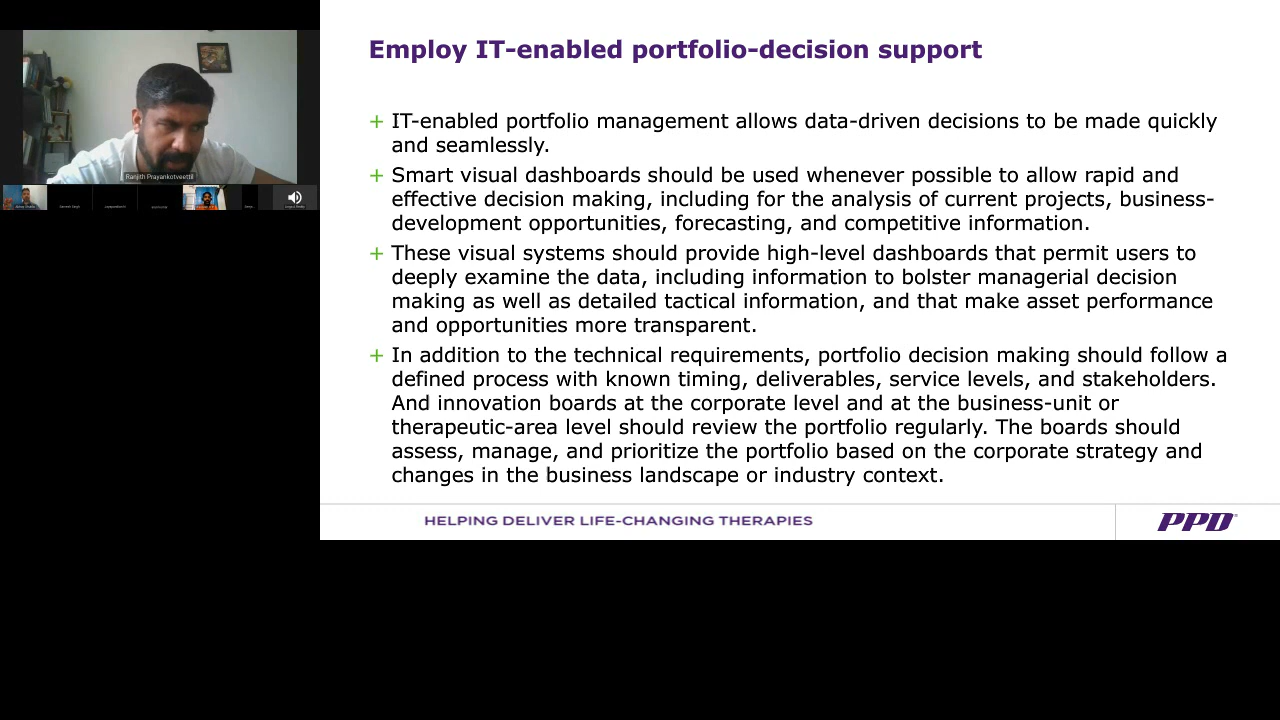 Employ IT-enabled portfolio-decision support
+ IT-enabled portfolio management allows data-driven decisions to be made quickly
and seamlessly.
+ Smart visual dashboards should be used whenever possible to allow rapid and
effective decision making, including for the analysis of current projects, business-
development opportunities, forecasting, and competitive information.
+ These visual systems should provide high-level dashboards that permit users to
deeply examine the data, including information to bolster managerial decision
making as well as detailed tactical information, and that make asset performance
and opportunities more transparent.
+ In addition to the technical requirements, portfolio decision making should follow a
defined process with known timing, deliverables, service levels, and stakeholders.
And innovation boards at the corporate level and at the business-unit or
therapeutic-area level should review the portfolio regularly. The boards should
assess, manage, and prioritize the portfolio based on the corporate strategy and
changes in the business landscape or industry context.
HELPING DELIVER LIFE-CHANGING THERAPIES
PPD
Ranjith Prayankotveettil